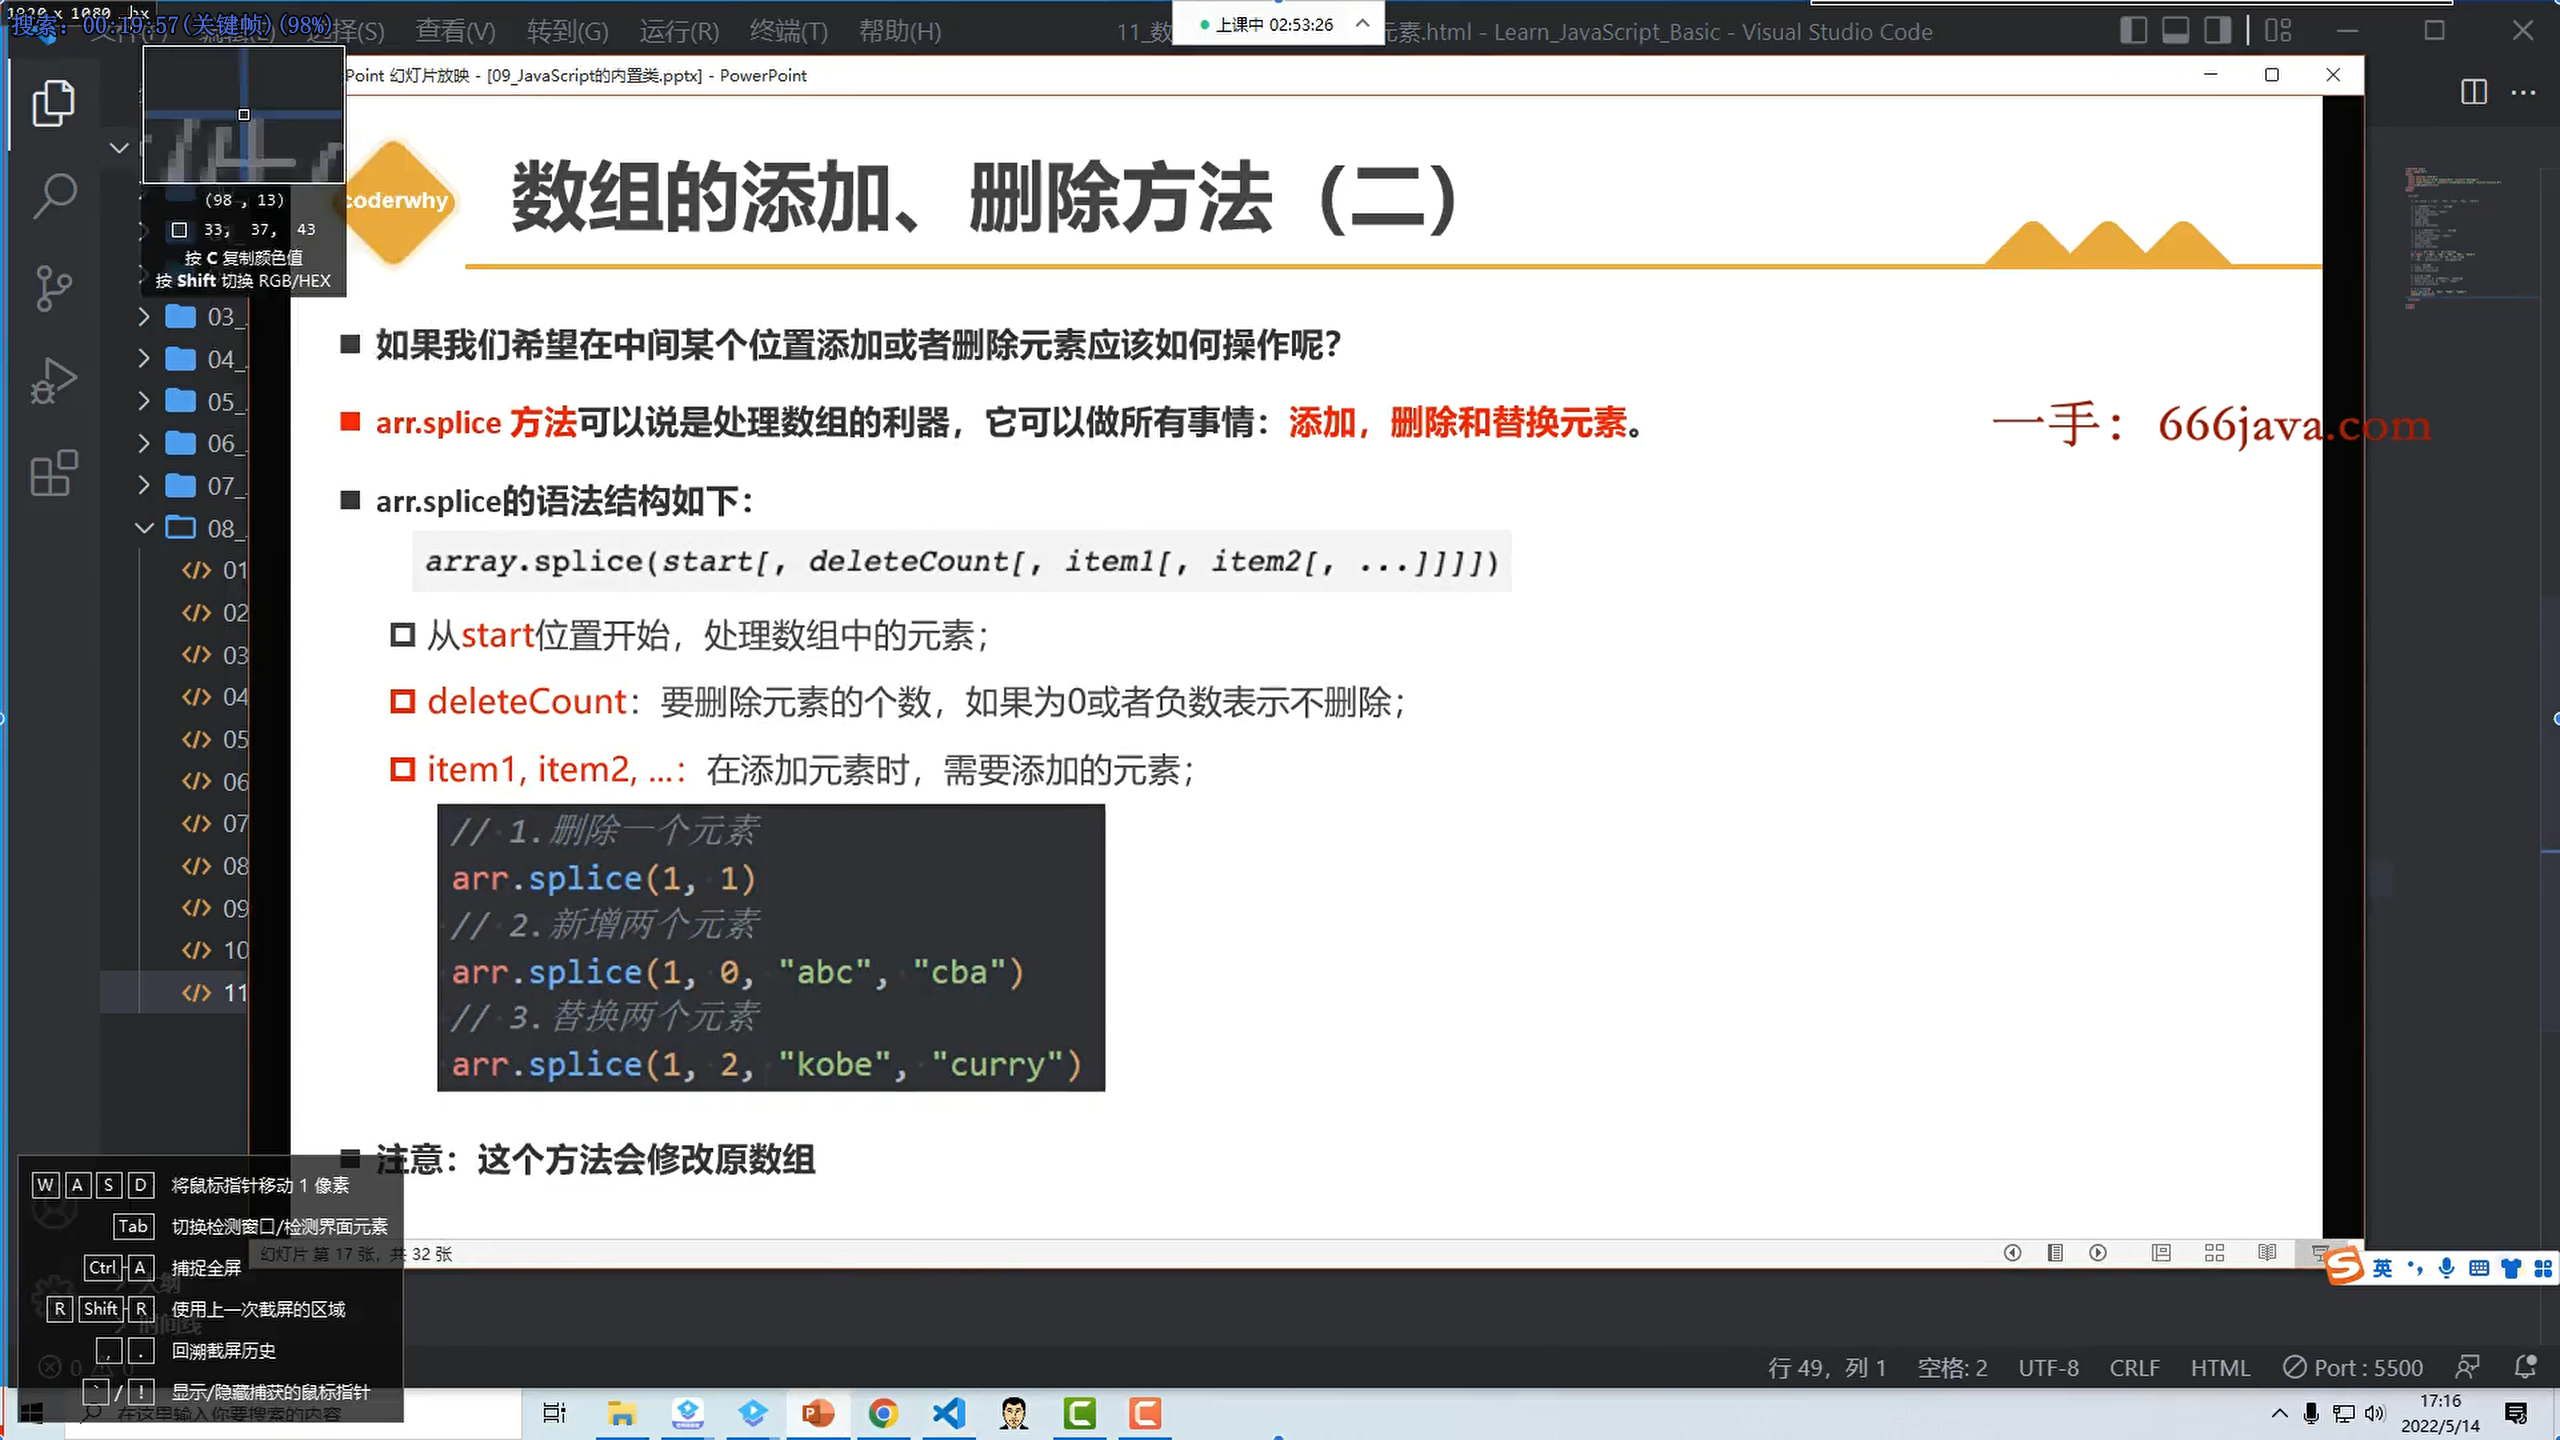 1920 x 1080 px
搜索: 00:19:57(关键帧)(98%)
选择(S) 查看(V) 转到(G) 运行(R) 终端(T) 帮助(H)
上课中 02:53:26
元素.html - Learn_JavaScript_Basic - Visual Studio Code
Point 幻灯片放映 - [09_JavaScript的内置类.pptx] - PowerPoint
(98 , 13)
33, 37, 43
按 C 复制颜色值
按 Shift 切换 RGB/HEX
coderwhy
数组的添加、删除方法（二）
03_
04_
05_
06_
07_
08_
01
02
03
04
05
06
07
08
09
10
11
如果我们希望在中间某个位置添加或者删除元素应该如何操作呢？
arr.splice 方法可以说是处理数组的利器，它可以做所有事情：添加，删除和替换元素。
一手：666java.com
arr.splice的语法结构如下：
array.splice(start[, deleteCount[, item1[, item2[, ...]]]])
从start位置开始，处理数组中的元素；
deleteCount：要删除元素的个数，如果为0或者负数表示不删除；
item1, item2, ...：在添加元素时，需要添加的元素；
// 1.删除一个元素
arr.splice(1, 1)
// 2.新增两个元素
arr.splice(1, 0, "abc", "cba")
// 3.替换两个元素
arr.splice(1, 2, "kobe", "curry")
注意：这个方法会修改原数组
W A S D 将鼠标指针移动 1 像素
Tab 切换检测窗口/检测界面元素
Ctrl A 捕捉全屏
R Shift R 使用上一次截屏的区域
, . 回溯截屏历史
` / ! 显示/隐藏捕获的鼠标指针
幻灯片 第 17 张，共 32 张
英
行 49，列 1 空格: 2 UTF-8 CRLF HTML Port : 5500
在这里输入你要搜索的内容
17:16
2022/5/14